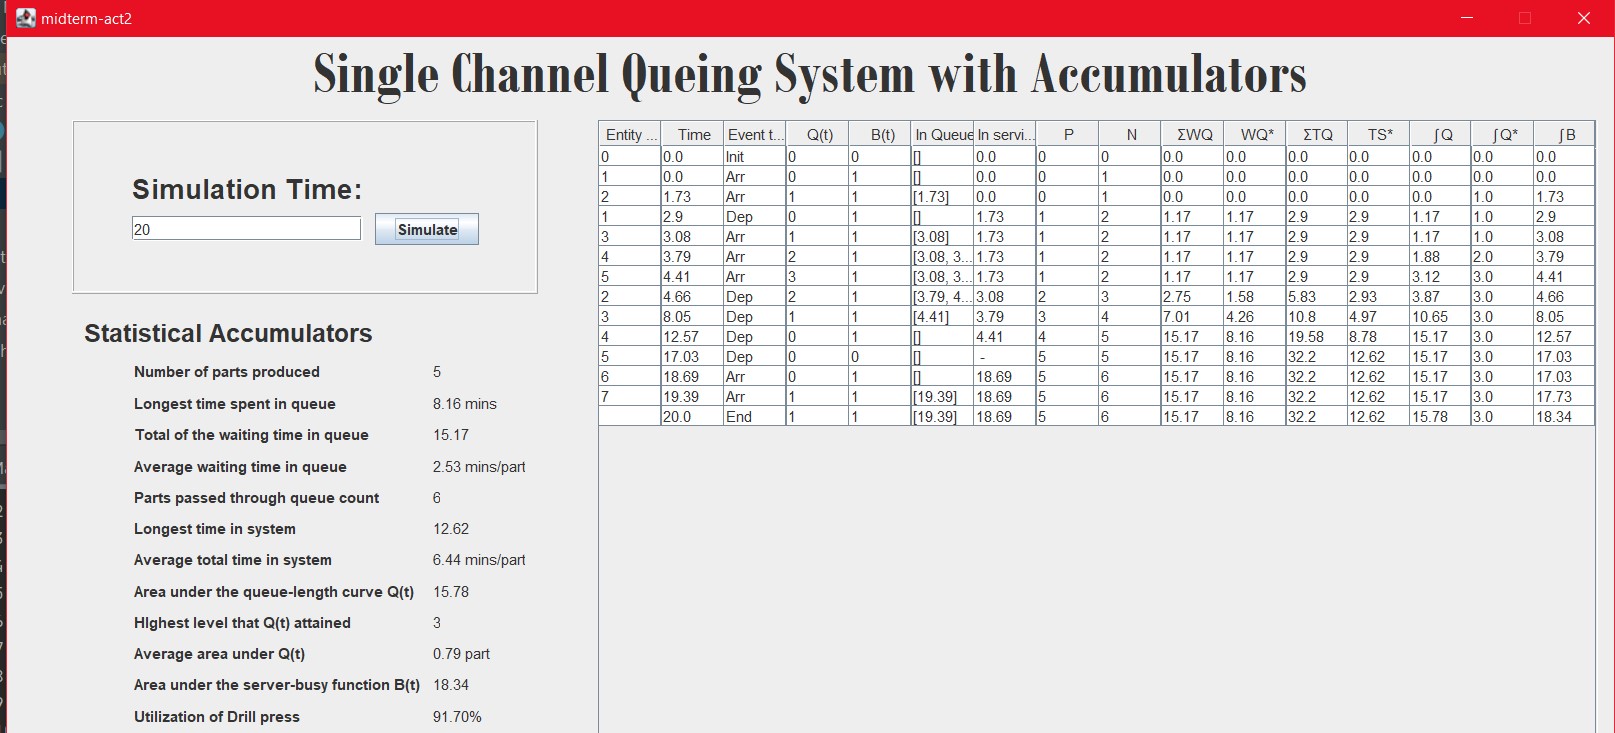 midterm-act2
Single Channel Queing System with Accumulators
Simulation Time:
20
Simulate
Statistical Accumulators
Number of parts produced 5
Longest time spent in queue 8.16 mins
Total of the waiting time in queue 15.17
Average waiting time in queue 2.53 mins/part
Parts passed through queue count 6
Longest time in system 12.62
Average total time in system 6.44 mins/part
Area under the queue-length curve Q(t) 15.78
HIghest level that Q(t) attained 3
Average area under Q(t) 0.79 part
Area under the server-busy function B(t) 18.34
Utilization of Drill press 91.70%
Entity ... Time Event t... Q(t) B(t) In Queue In servi... P N ΣWQ WQ* ΣTQ TS* ∫Q ∫Q* ∫B
0 0.0 Init 0 0 [] 0.0 0 0 0.0 0.0 0.0 0.0 0.0 0.0 0.0
1 0.0 Arr 0 1 [] 0.0 0 1 0.0 0.0 0.0 0.0 0.0 0.0 0.0
2 1.73 Arr 1 1 [1.73] 0.0 0 1 0.0 0.0 0.0 0.0 0.0 1.0 1.73
1 2.9 Dep 0 1 [] 1.73 1 2 1.17 1.17 2.9 2.9 1.17 1.0 2.9
3 3.08 Arr 1 1 [3.08] 1.73 1 2 1.17 1.17 2.9 2.9 1.17 1.0 3.08
4 3.79 Arr 2 1 [3.08, 3... 1.73 1 2 1.17 1.17 2.9 2.9 1.88 2.0 3.79
5 4.41 Arr 3 1 [3.08, 3... 1.73 1 2 1.17 1.17 2.9 2.9 3.12 3.0 4.41
2 4.66 Dep 2 1 [3.79, 4... 3.08 2 3 2.75 1.58 5.83 2.93 3.87 3.0 4.66
3 8.05 Dep 1 1 [4.41] 3.79 3 4 7.01 4.26 10.8 4.97 10.65 3.0 8.05
4 12.57 Dep 0 1 [] 4.41 4 5 15.17 8.16 19.58 8.78 15.17 3.0 12.57
5 17.03 Dep 0 0 [] - 5 5 15.17 8.16 32.2 12.62 15.17 3.0 17.03
6 18.69 Arr 0 1 [] 18.69 5 6 15.17 8.16 32.2 12.62 15.17 3.0 17.03
7 19.39 Arr 1 1 [19.39] 18.69 5 6 15.17 8.16 32.2 12.62 15.17 3.0 17.73
20.0 End 1 1 [19.39] 18.69 5 6 15.17 8.16 32.2 12.62 15.78 3.0 18.34